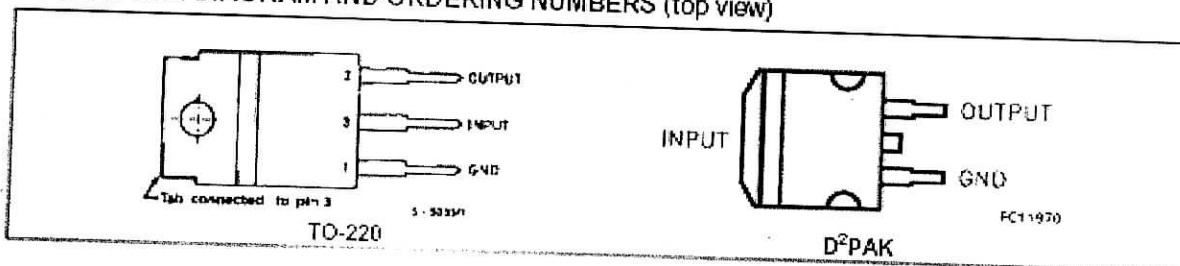 DIAGRAM AND ORDERING NUMBERS (top view)
OUTPUT
3 INPUT
1 GND
Tab connected to pin 3
TO-220
INPUT
OUTPUT
GND
FC11970
D²PAK